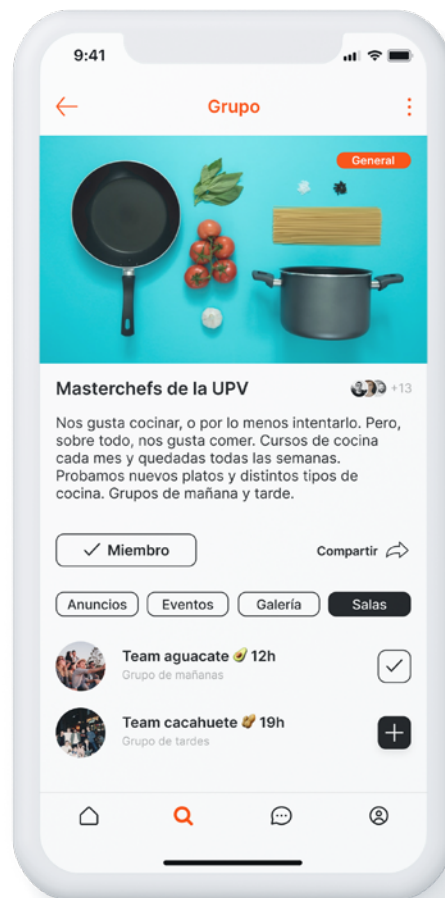 9:41
Grupo
General
Masterchefs de la UPV
+13
Nos gusta cocinar, o por lo menos intentarlo. Pero,
sobre todo, nos gusta comer. Cursos de cocina
cada mes y quedadas todas las semanas.
Probamos nuevos platos y distintos tipos de
cocina. Grupos de mañana y tarde.
Miembro
Compartir
Anuncios
Eventos
Galería
Salas
Team aguacate 🥑 12h
Grupo de mañanas
Team cacahuete 🥜 19h
Grupo de tardes